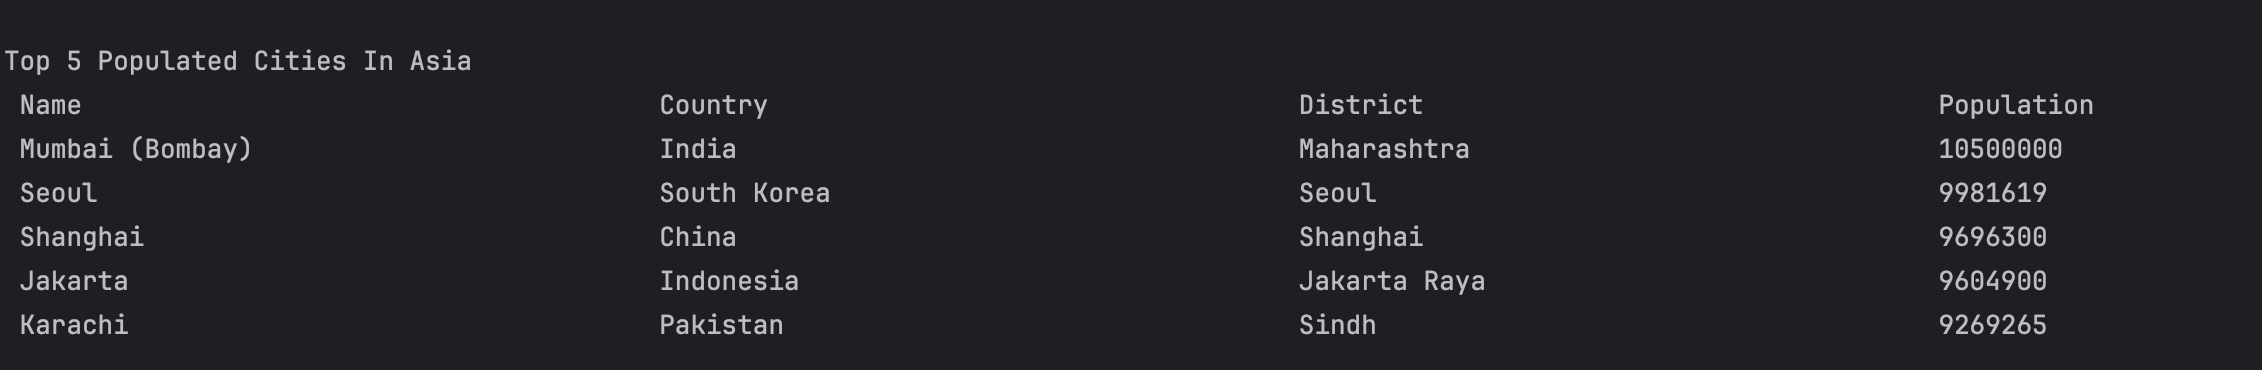 Top 5 Populated Cities In Asia
Name Country District Population
Mumbai (Bombay) India Maharashtra 10500000
Seoul South Korea Seoul 9981619
Shanghai China Shanghai 9696300
Jakarta Indonesia Jakarta Raya 9604900
Karachi Pakistan Sindh 9269265